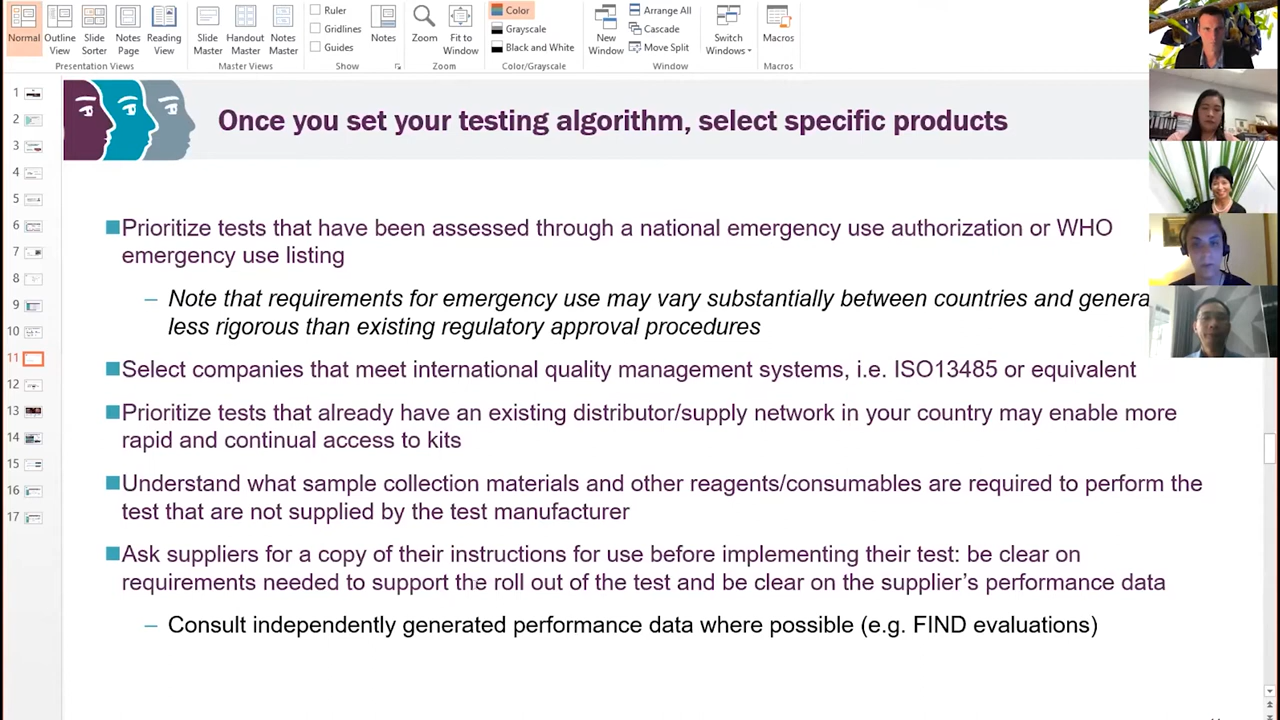 Normal
Outline View
Slide Sorter
Notes Page
Reading View
Presentation Views
Slide Master
Handout Master
Notes Master
Master Views
Ruler
Gridlines
Guides
Show
Notes
Zoom
Fit to Window
Zoom
Color
Grayscale
Black and White
Color/Grayscale
New Window
Arrange All
Cascade
Move Split
Window
Switch Windows
Macros
Macros
1
2
3
4
5
6
7
8
9
10
11
12
13
14
15
16
17
Once you set your testing algorithm, select specific products
Prioritize tests that have been assessed through a national emergency use authorization or WHO
emergency use listing
– Note that requirements for emergency use may vary substantially between countries and genera
less rigorous than existing regulatory approval procedures
Select companies that meet international quality management systems, i.e. ISO13485 or equivalent
Prioritize tests that already have an existing distributor/supply network in your country may enable more
rapid and continual access to kits
Understand what sample collection materials and other reagents/consumables are required to perform the
test that are not supplied by the test manufacturer
Ask suppliers for a copy of their instructions for use before implementing their test: be clear on
requirements needed to support the roll out of the test and be clear on the supplier's performance data
– Consult independently generated performance data where possible (e.g. FIND evaluations)